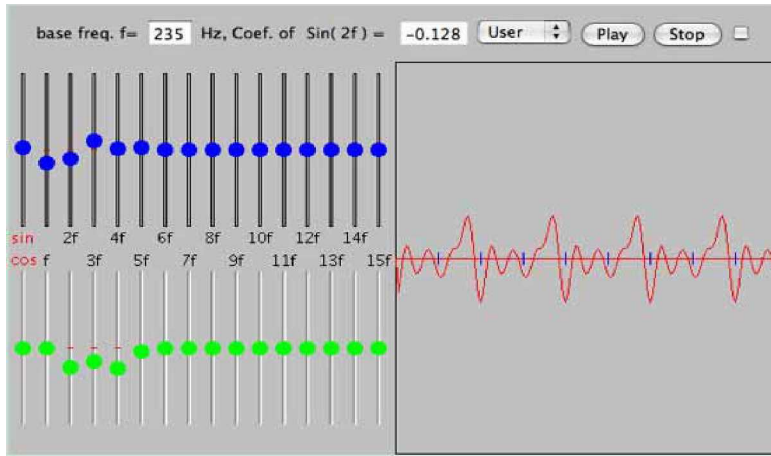 base freq. f= 235 Hz, Coef. of Sin( 2f ) = -0.128 User Play Stop
sin 2f 4f 6f 8f 10f 12f 14f
cos f 3f 5f 7f 9f 11f 13f 15f